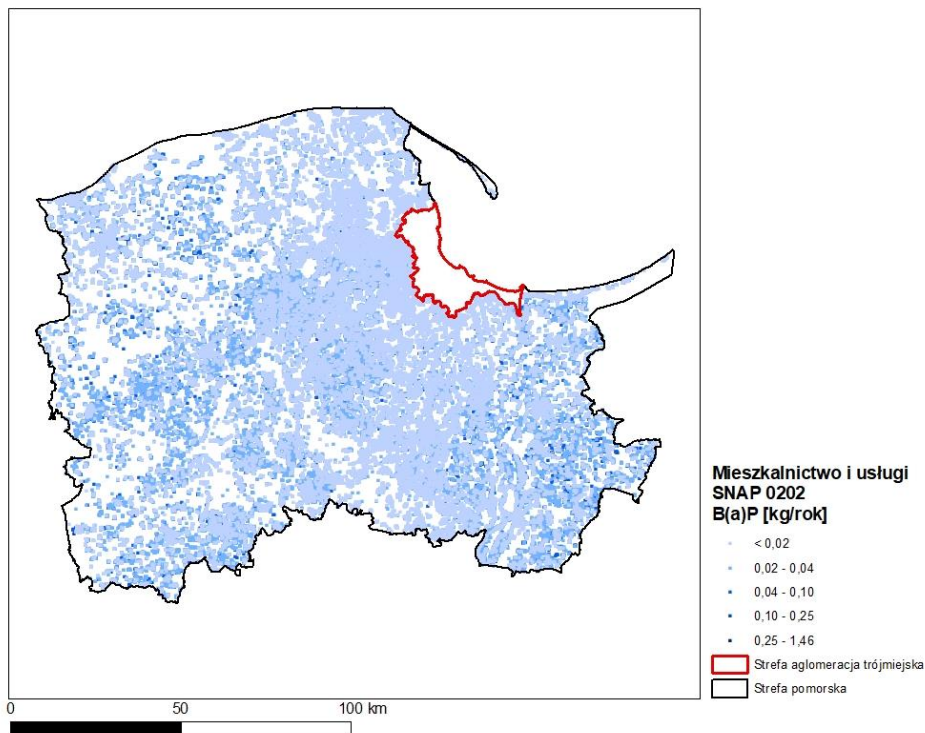 Mieszkalnictwo i usługi
SNAP 0202
B(a)P [kg/rok]
< 0,02
0,02 - 0,04
0,04 - 0,10
0,10 - 0,25
0,25 - 1,46
Strefa aglomeracja trójmiejska
Strefa pomorska
0 50 100 km